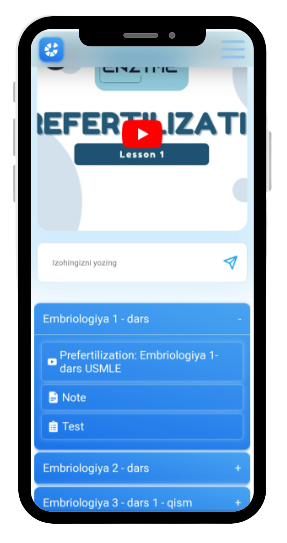 ENZYME
REFERTILIZATI
Lesson 1
Izohingizni yozing
Embriologiya 1 - dars -
Prefertilization: Embriologiya 1-
dars USMLE
Note
Test
Embriologiya 2 - dars +
Embriologiya 3 - dars 1 - qism +